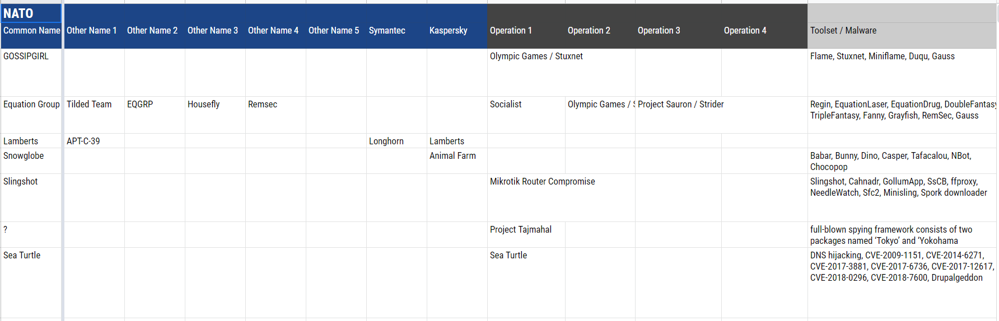 NATO
Common Name Other Name 1 Other Name 2 Other Name 3 Other Name 4 Other Name 5 Symantec Kaspersky Operation 1 Operation 2 Operation 3 Operation 4 Toolset / Malware
GOSSIPGIRL Olympic Games / Stuxnet Flame, Stuxnet, Miniflame, Duqu, Gauss
Equation Group Tilded Team EQGRP Housefly Remsec Socialist Olympic Games / Project Sauron / Strider Regin, EquationLaser, EquationDrug, DoubleFantasy
TripleFantasy, Fanny, Grayfish, RemSec, Gauss
Lamberts APT-C-39 Longhorn Lamberts
Snowglobe Animal Farm Babar, Bunny, Dino, Casper, Tafacalou, NBot,
Chocopop
Slingshot Mikrotik Router Compromise Slingshot, Cahnadr, GollumApp, SsCB, ffproxy,
NeedleWatch, Sfc2, Minisling, Spork downloader
? Project Tajmahal full-blown spying framework consists of two
packages named ‘Tokyo’ and ‘Yokohama
Sea Turtle Sea Turtle DNS hijacking, CVE-2009-1151, CVE-2014-6271,
CVE-2017-3881, CVE-2017-6736, CVE-2017-12617,
CVE-2018-0296, CVE-2018-7600, Drupalgeddon